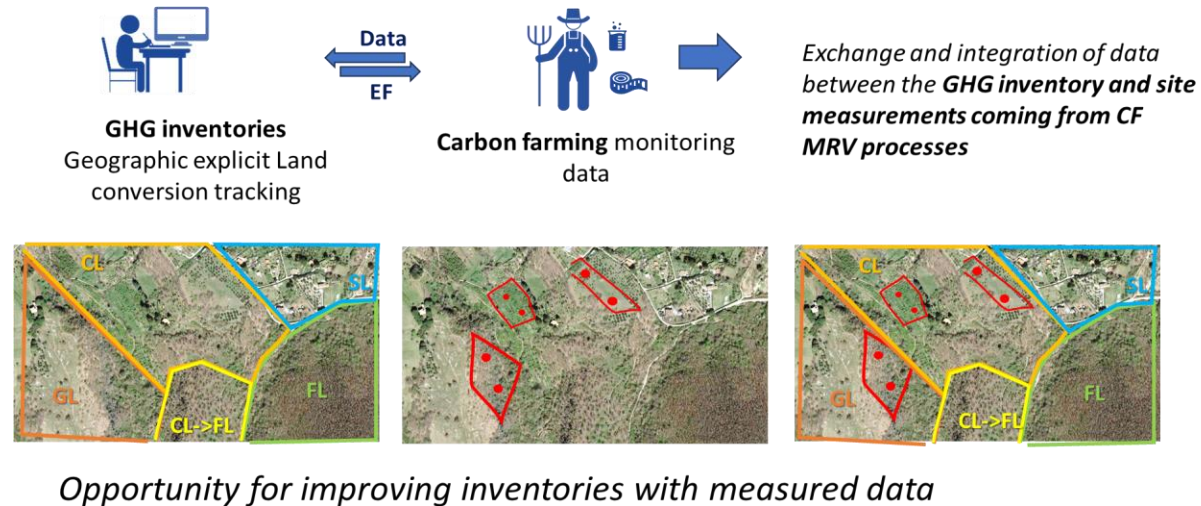 Data
EF
GHG inventories
Geographic explicit Land
conversion tracking
Carbon farming monitoring
data
Exchange and integration of data
between the GHG inventory and site
measurements coming from CF
MRV processes
CL
SL
GL
CL->FL
FL
CL
SL
GL
CL->FL
FL
Opportunity for improving inventories with measured data